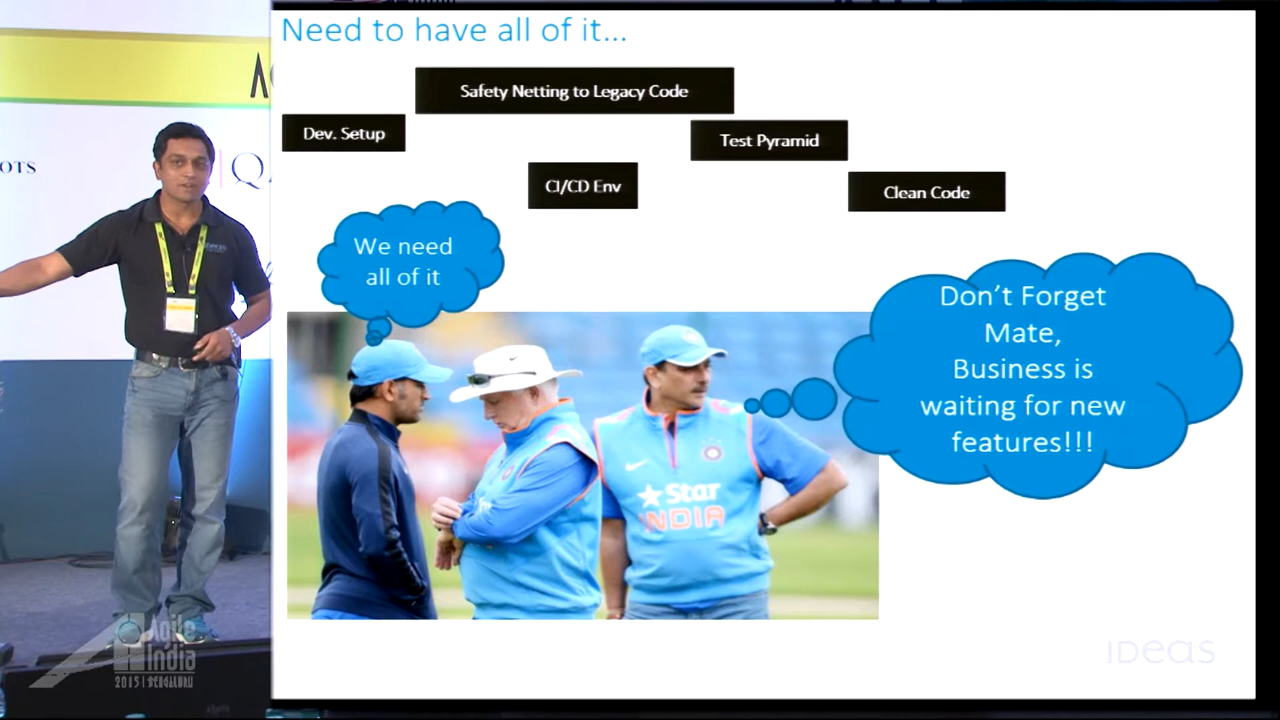 Need to have all of it...
Safety Netting to Legacy Code
Dev. Setup
Test Pyramid
CI/CD Env
Clean Code
We need
all of it
Don't Forget
Mate,
Business is
waiting for new
features!!!
Star
INDIA
IDeaS
OTS
Agile
India
2015 | BENGALURU